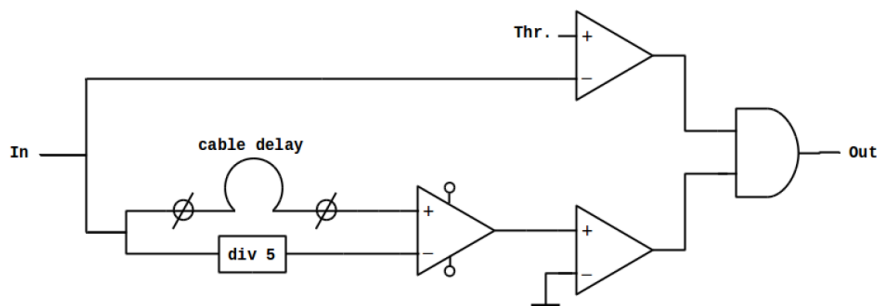 Thr.
+
−
In
cable delay
+
−
div 5
+
−
Out